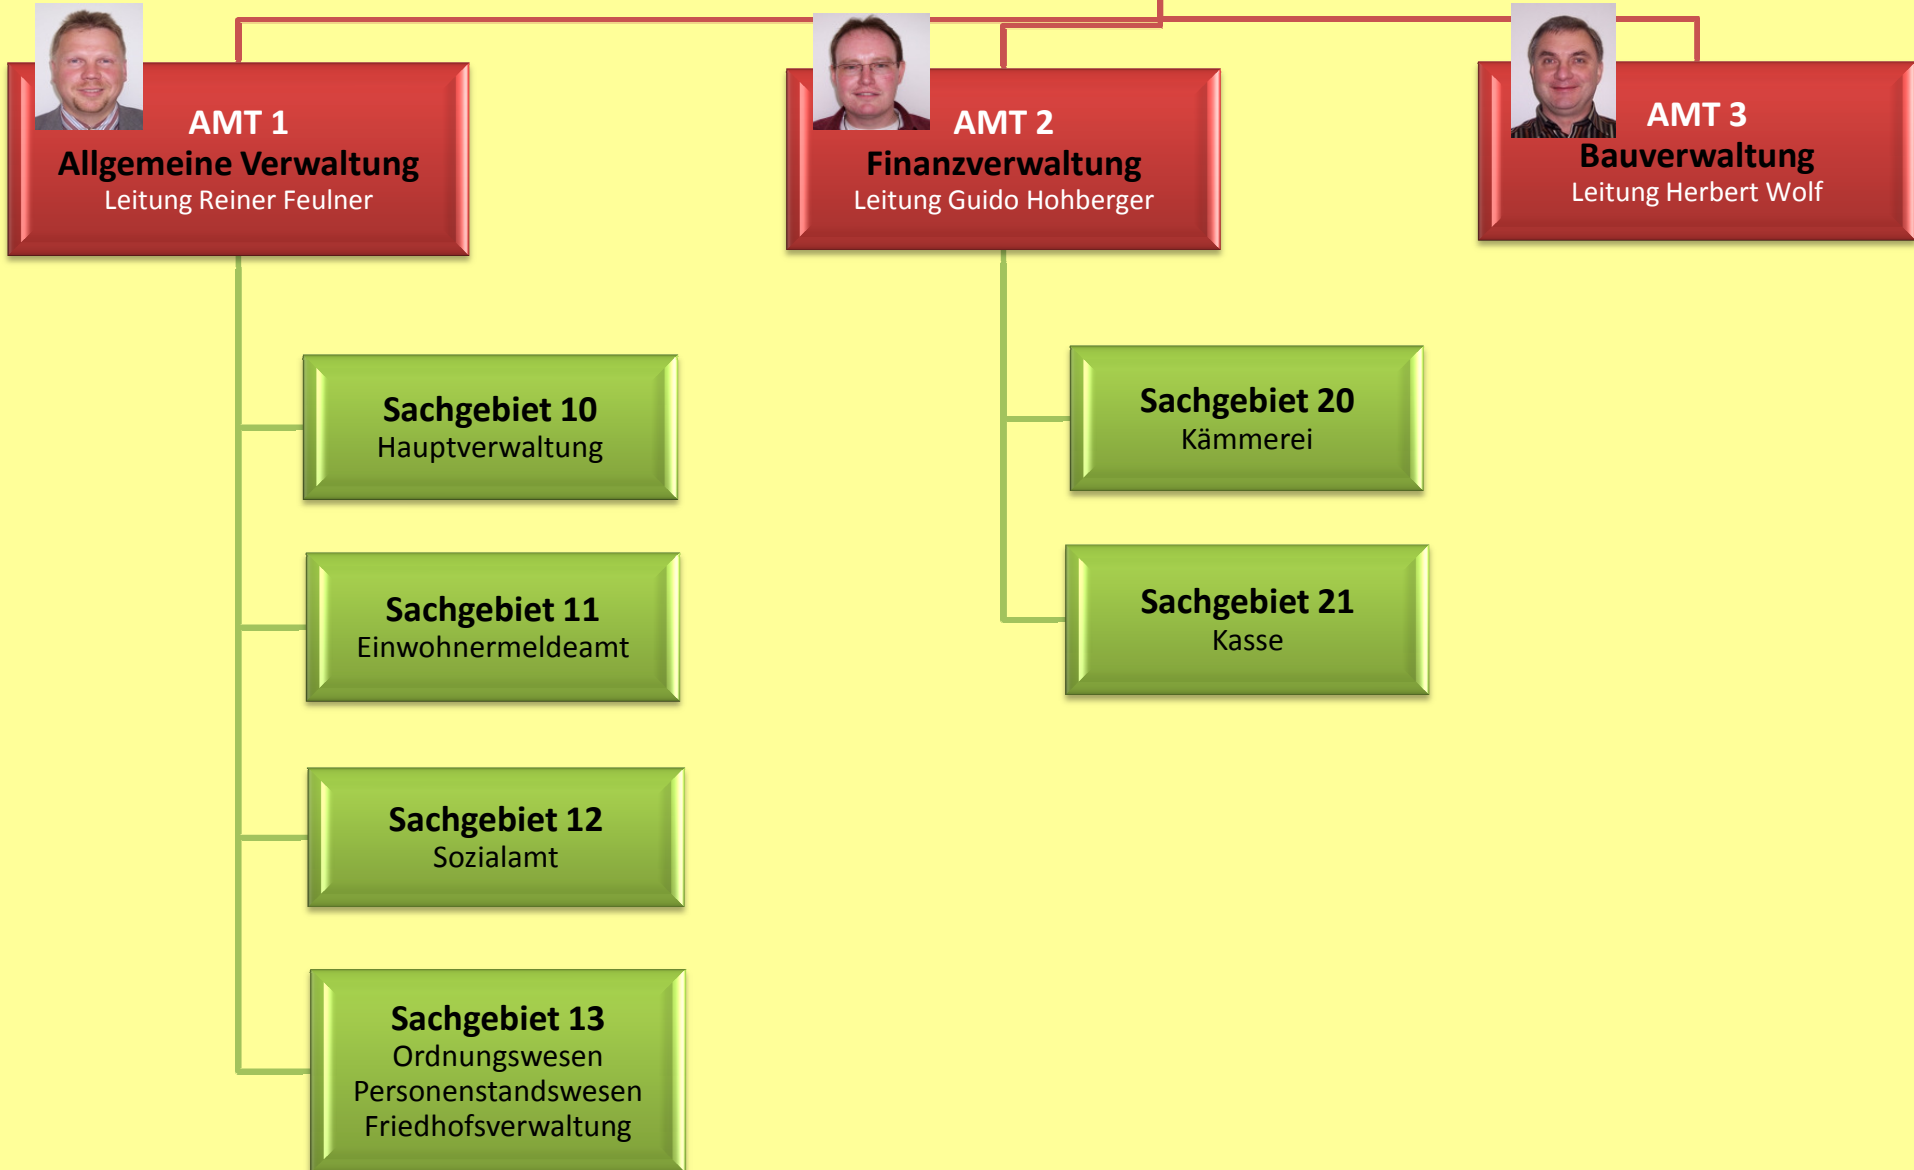 AMT 1
Allgemeine Verwaltung
Leitung Reiner Feulner
AMT 2
Finanzverwaltung
Leitung Guido Hohberger
AMT 3
Bauverwaltung
Leitung Herbert Wolf
Sachgebiet 10
Hauptverwaltung
Sachgebiet 11
Einwohnermeldeamt
Sachgebiet 12
Sozialamt
Sachgebiet 13
Ordnungswesen
Personenstandswesen
Friedhofsverwaltung
Sachgebiet 20
Kämmerei
Sachgebiet 21
Kasse